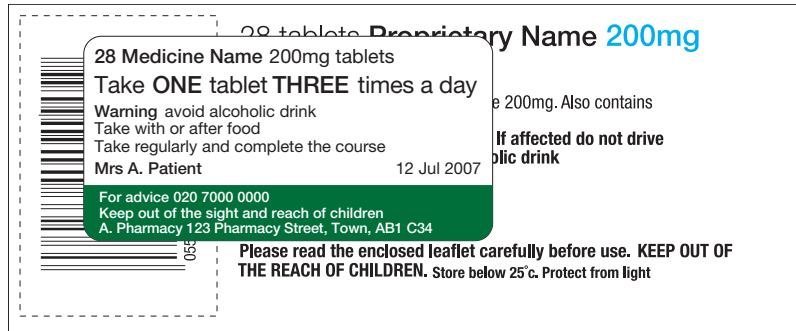 28 tablets Proprietary Name 200mg
28 Medicine Name 200mg tablets
Take ONE tablet THREE times a day
Warning avoid alcoholic drink
Take with or after food
Take regularly and complete the course
Mrs A. Patient 12 Jul 2007
For advice 020 7000 0000
Keep out of the sight and reach of children
A. Pharmacy 123 Pharmacy Street, Town, AB1 C34
200mg. Also contains
If affected do not drive
drink
055
Please read the enclosed leaflet carefully before use. KEEP OUT OF
THE REACH OF CHILDREN. Store below 25°c. Protect from light